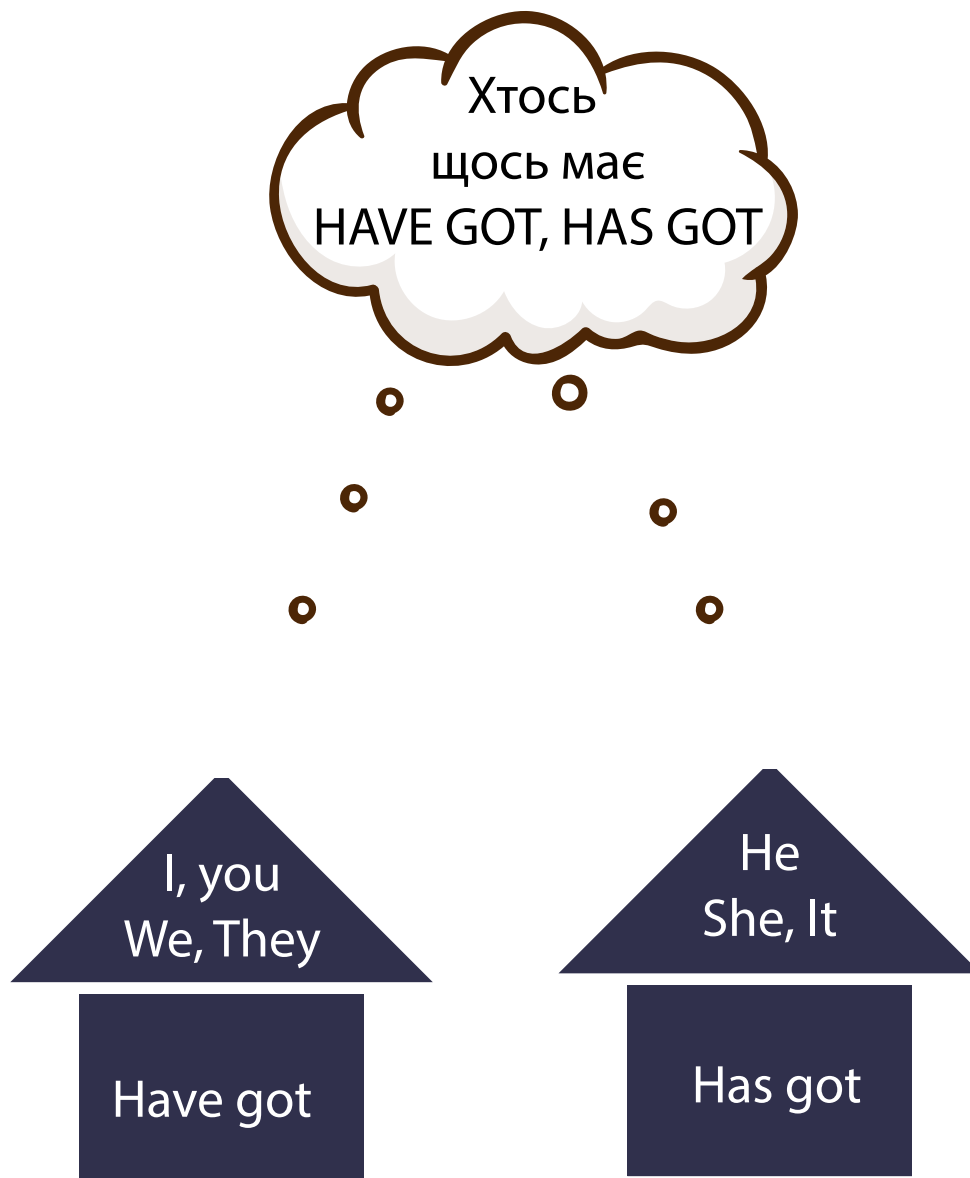 Хтось
щось має
HAVE GOT, HAS GOT
I, you
We, They
Have got
He
She, It
Has got